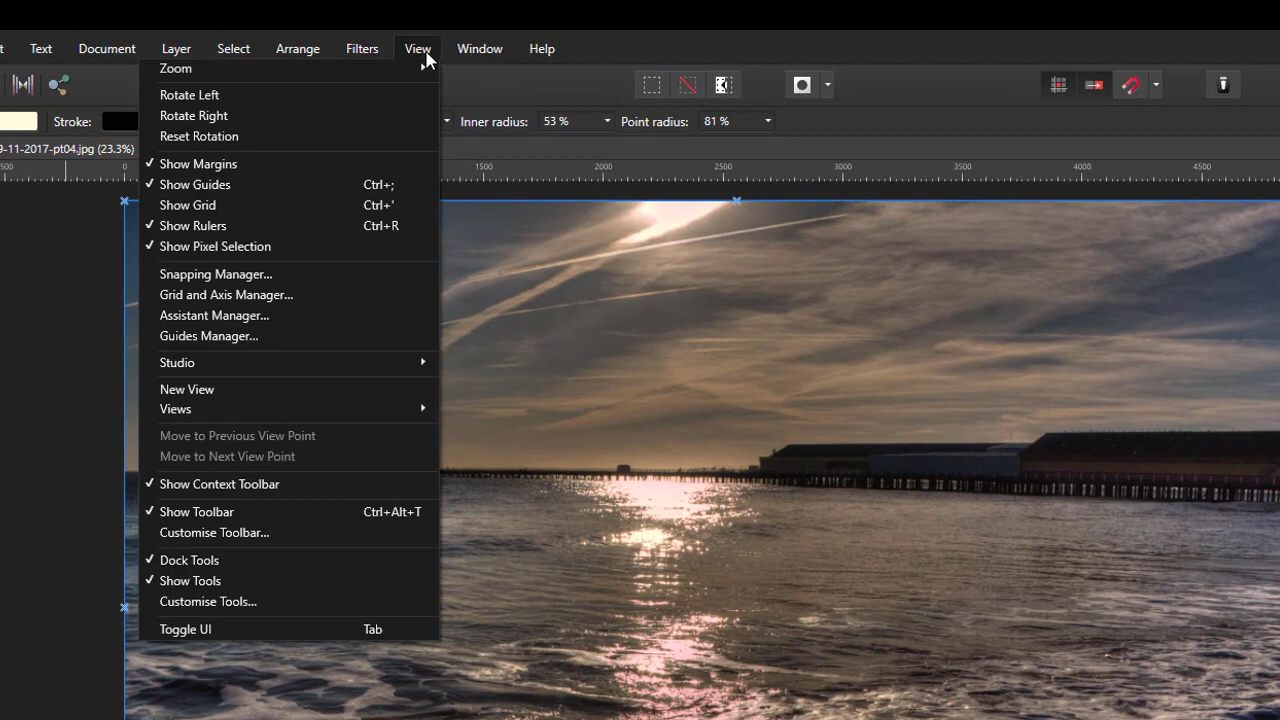 t Text Document Layer Select Arrange Filters View Window Help
Stroke: Inner radius: 53 % Point radius: 81 %
9-11-2017-pt04.jpg (23.3%)
500 0 1500 2000 2500 3000 3500 4000 4500
Zoom
Rotate Left
Rotate Right
Reset Rotation
Show Margins
Show Guides Ctrl+;
Show Grid Ctrl+'
Show Rulers Ctrl+R
Show Pixel Selection
Snapping Manager...
Grid and Axis Manager...
Assistant Manager...
Guides Manager...
Studio
New View
Views
Move to Previous View Point
Move to Next View Point
Show Context Toolbar
Show Toolbar Ctrl+Alt+T
Customise Toolbar...
Dock Tools
Show Tools
Customise Tools...
Toggle UI Tab